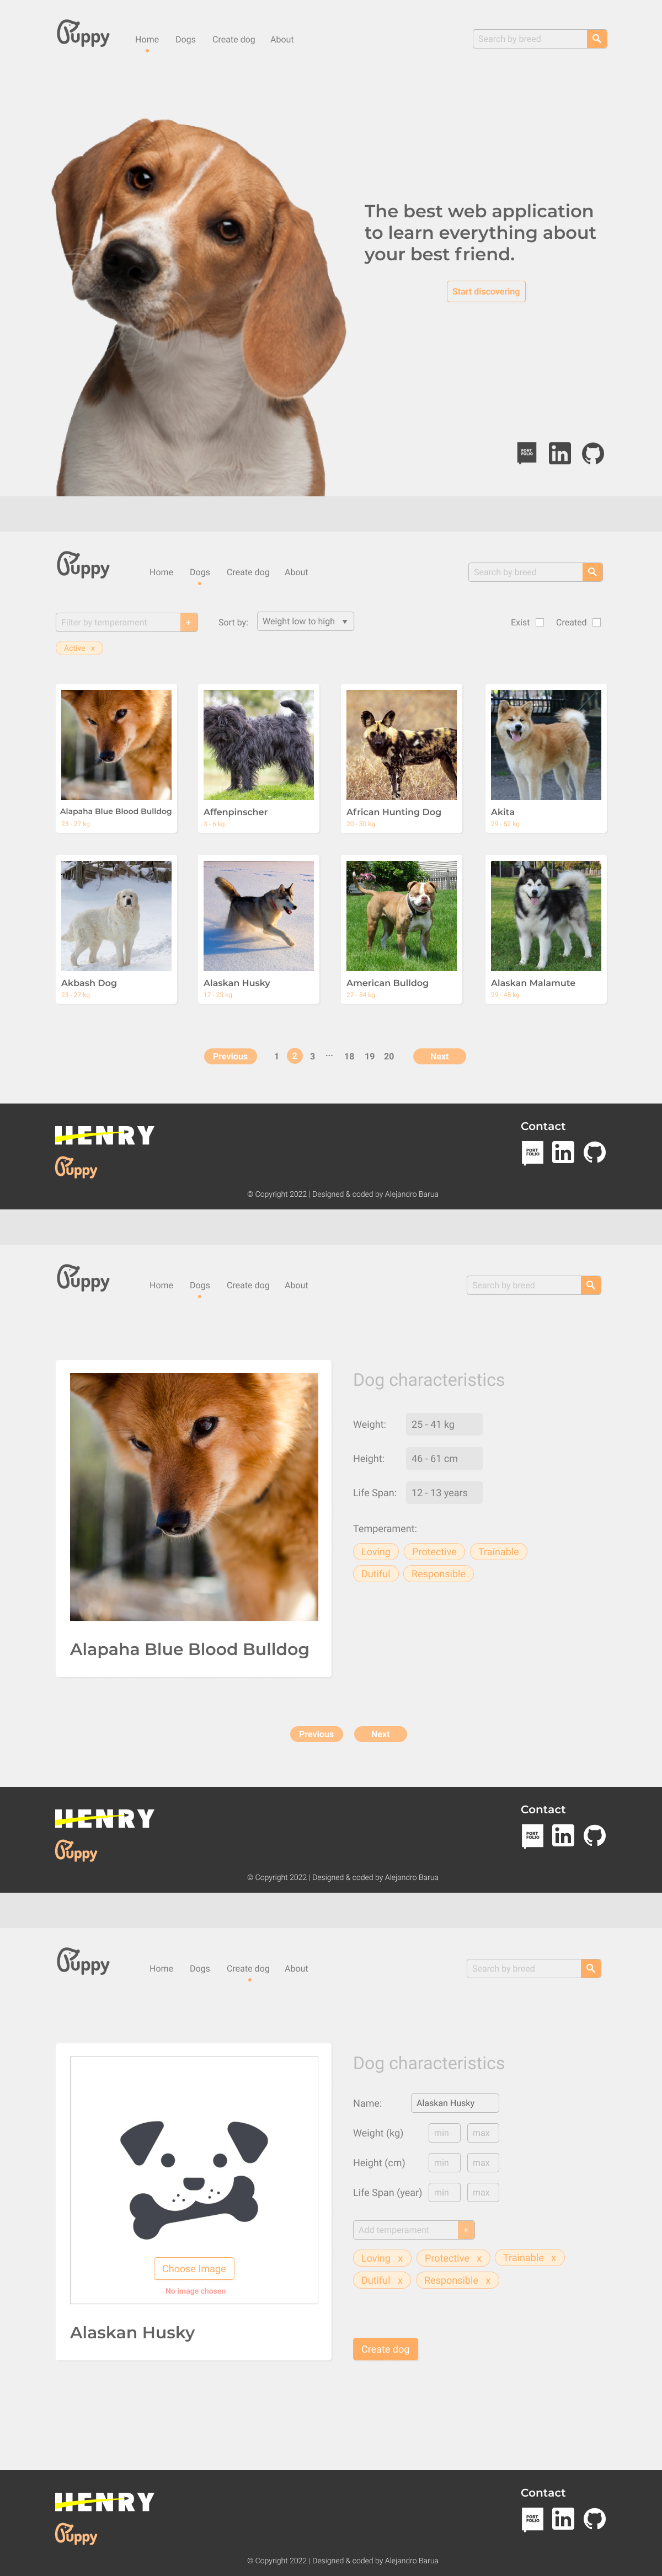 Puppy Home Dogs Create dog About Search by breed
The best web application
to learn everything about
your best friend.
Start discovering
PORT
FOLIO
in
Puppy Home Dogs Create dog About Search by breed
Filter by temperament + Sort by: Weight low to high ▼ Exist Created
Active x
Alapaha Blue Blood Bulldog Affenpinscher African Hunting Dog Akita
23 - 27 kg 3 - 6 kg 20 - 30 kg 29 - 52 kg
Akbash Dog Alaskan Husky American Bulldog Alaskan Malamute
23 - 27 kg 17 - 23 kg 27 - 54 kg 29 - 45 kg
Previous 1 2 3 ... 18 19 20 Next
HENRY Contact
Puppy PORT
FOLIO
in
© Copyright 2022 | Designed & coded by Alejandro Barua
Puppy Home Dogs Create dog About Search by breed
Dog characteristics
Weight: 25 - 41 kg
Height: 46 - 61 cm
Life Span: 12 - 13 years
Temperament:
Loving Protective Trainable
Dutiful Responsible
Alapaha Blue Blood Bulldog
Previous Next
HENRY Contact
Puppy PORT
FOLIO
in
© Copyright 2022 | Designed & coded by Alejandro Barua
Puppy Home Dogs Create dog About Search by breed
Dog characteristics
Name: Alaskan Husky
Weight (kg) min max
Height (cm) min max
Life Span (year) min max
Add temperament +
Loving x Protective x Trainable x
Dutiful x Responsible x
Choose Image
No image chosen
Alaskan Husky
Create dog
HENRY Contact
Puppy PORT
FOLIO
in
© Copyright 2022 | Designed & coded by Alejandro Barua